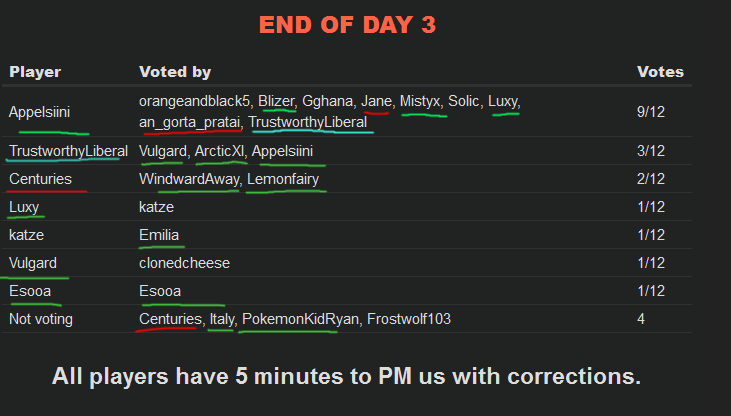 END OF DAY 3
Player Voted by Votes
Appelsiini orangeandblack5, Blizer, Gghana, Jane, Mistyx, Solic, Luxy, 9/12
an_gorta_pratai, TrustworthyLiberal
TrustworthyLiberal Vulgard, ArcticXI, Appelsiini 3/12
Centuries WindwardAway, Lemonfairy 2/12
Luxy katze 1/12
katze Emilia 1/12
Vulgard clonedcheese 1/12
Esooa Esooa 1/12
Not voting Centuries, Italy, PokemonKidRyan, Frostwolf103 4
All players have 5 minutes to PM us with corrections.